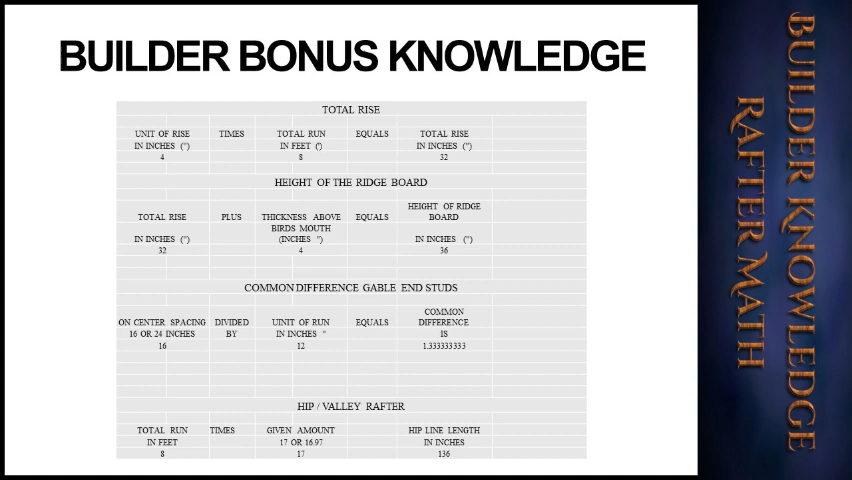 BUILDER BONUS KNOWLEDGE
TOTAL RISE
UNIT OF RISE TIMES TOTAL RUN EQUALS TOTAL RISE
IN INCHES (") IN FEET (') IN INCHES (")
4 8 32
HEIGHT OF THE RIDGE BOARD
HEIGHT OF RIDGE
TOTAL RISE PLUS THICKNESS ABOVE EQUALS BOARD
BIRDS MOUTH
IN INCHES (") (INCHES ") IN INCHES (")
32 4 36
COMMON DIFFERENCE GABLE END STUDS
COMMON
ON CENTER SPACING DIVIDED UINIT OF RUN EQUALS DIFFERENCE
16 OR 24 INCHES BY IN INCHES " IS
16 12 1.333333333
HIP / VALLEY RAFTER
TOTAL RUN TIMES GIVEN AMOUNT HIP LINE LENGTH
IN FEET 17 OR 16.97 IN INCHES
8 17 136
BUILDER KNOWLEDGE
RAFTER MATH